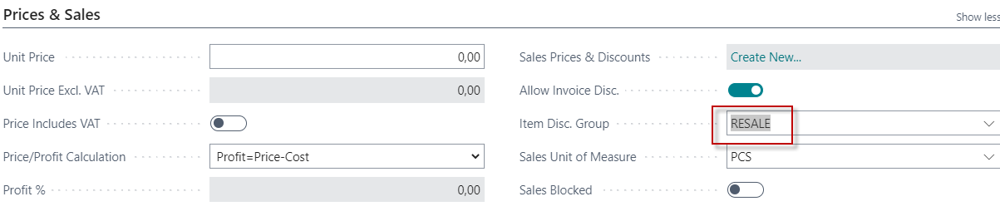 Prices & Sales
Show less
Unit Price
0,00
Unit Price Excl. VAT
0,00
Price Includes VAT
Price/Profit Calculation
Profit=Price-Cost
Profit %
0,00
Sales Prices & Discounts
Create New...
Allow Invoice Disc.
Item Disc. Group
RESALE
Sales Unit of Measure
PCS
Sales Blocked